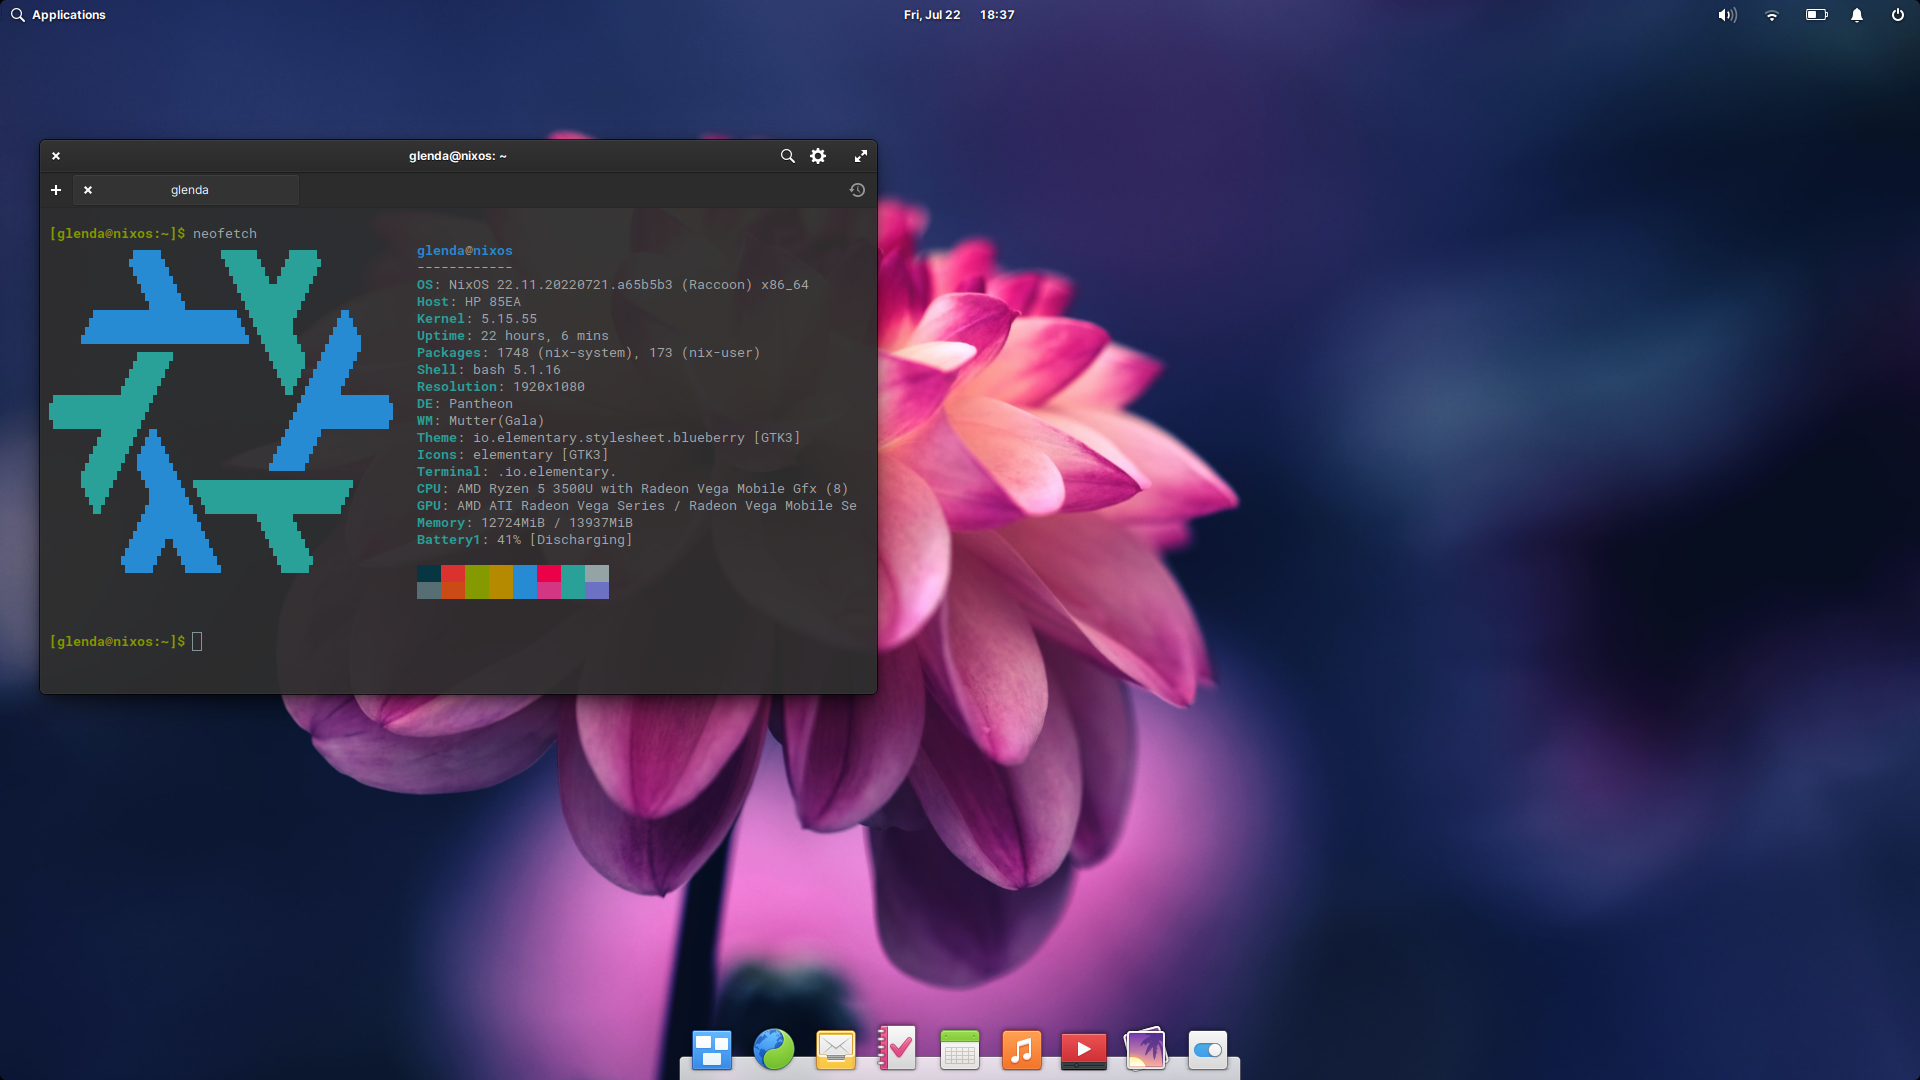 Applications
Fri, Jul 22 18:37
glenda@nixos: ~
glenda
[glenda@nixos:~]$ neofetch
glenda@nixos
------------
OS: NixOS 22.11.20220721.a65b5b3 (Raccoon) x86_64
Host: HP 85EA
Kernel: 5.15.55
Uptime: 22 hours, 6 mins
Packages: 1748 (nix-system), 173 (nix-user)
Shell: bash 5.1.16
Resolution: 1920x1080
DE: Pantheon
WM: Mutter(Gala)
Theme: io.elementary.stylesheet.blueberry [GTK3]
Icons: elementary [GTK3]
Terminal: .io.elementary.
CPU: AMD Ryzen 5 3500U with Radeon Vega Mobile Gfx (8)
GPU: AMD ATI Radeon Vega Series / Radeon Vega Mobile Se
Memory: 12724MiB / 13937MiB
Battery1: 41% [Discharging]
[glenda@nixos:~]$